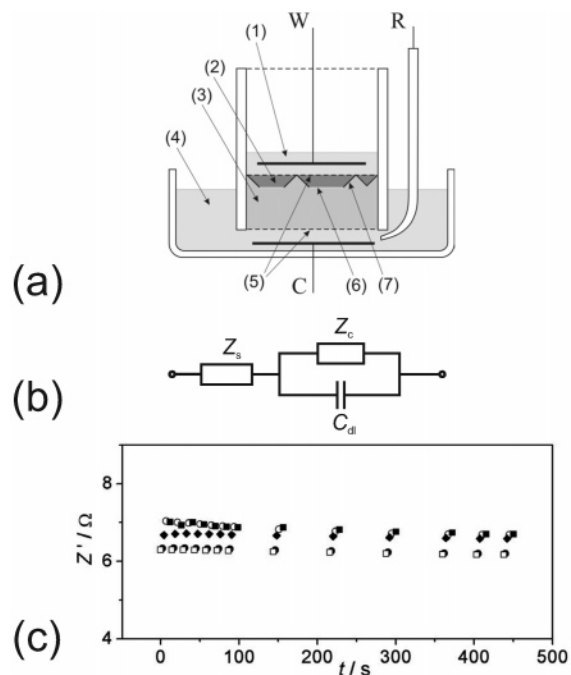 W
R
(1)
(2)
(3)
(4)
(5)
(6)
(7)
C
(a)
Zs
Zc
Cdl
(b)
Z' / Ω
8
6
4
0 100 200 300 400 500
t / s
(c)